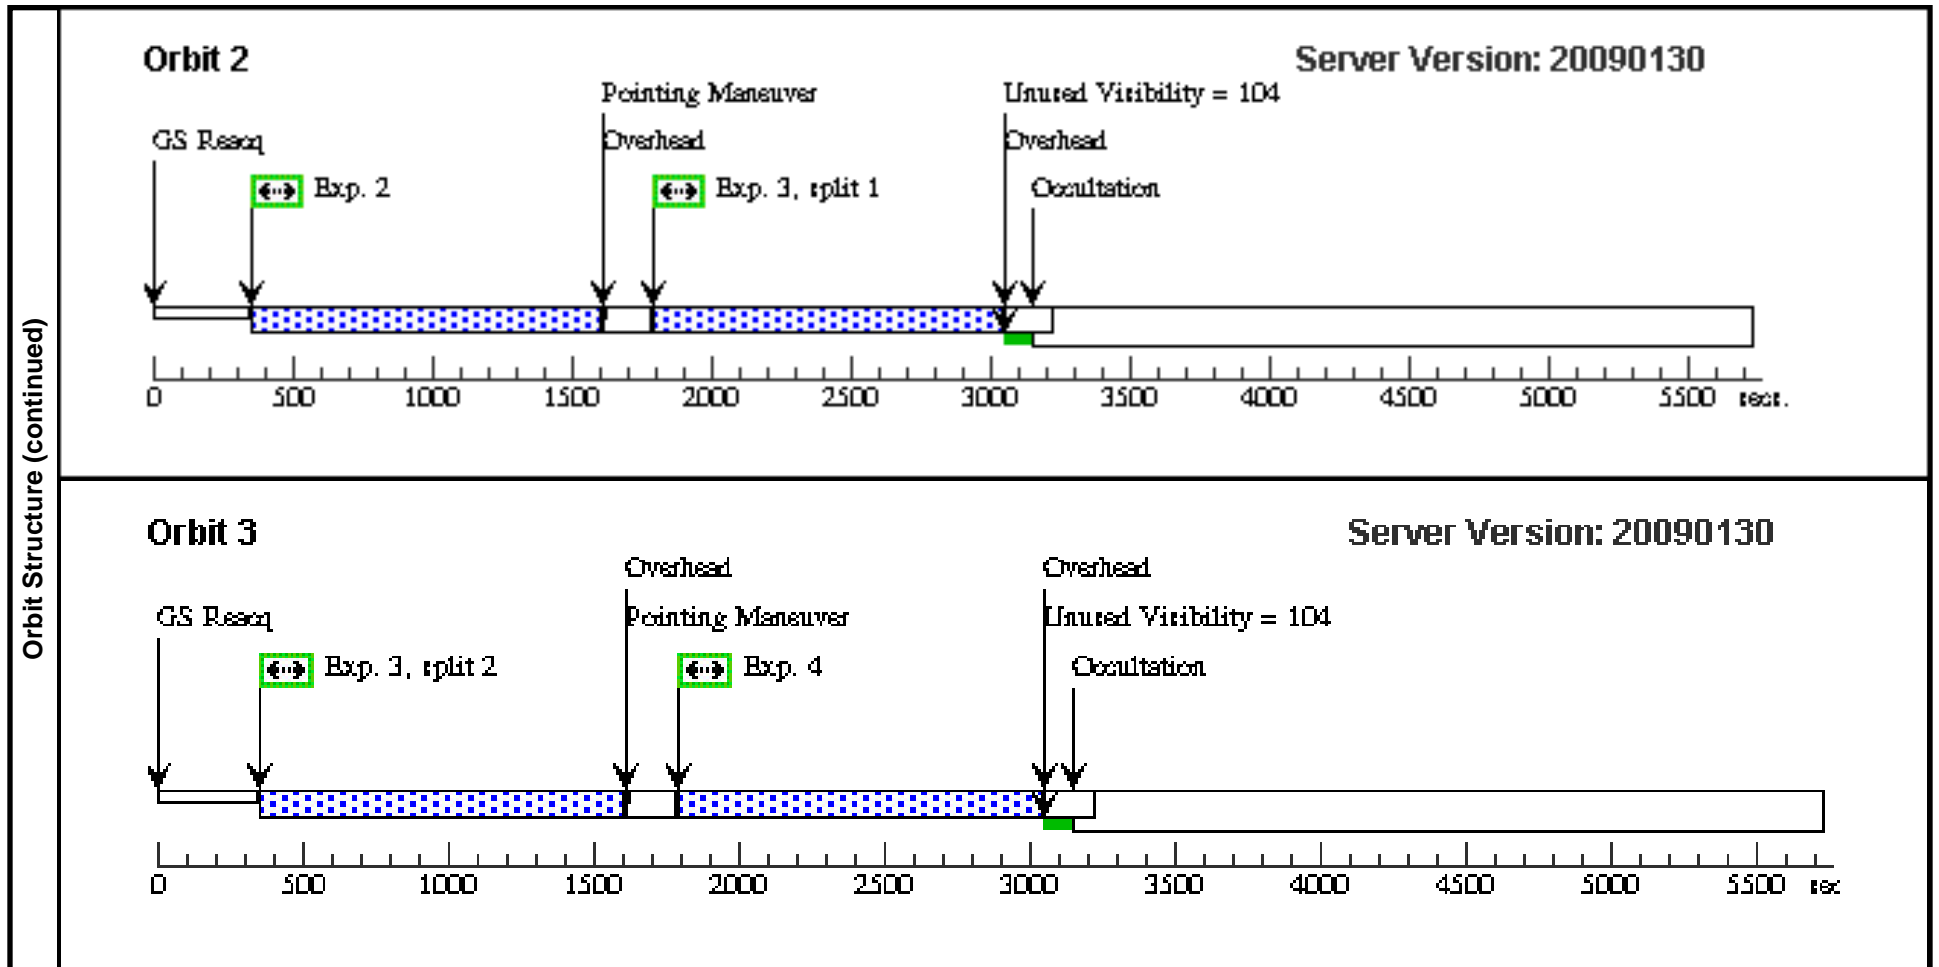 Orbit Structure (continued)
Orbit 2
Server Version: 20090130
Pointing Maneuver
Unused Visibility = 104
GS Reacq
Overhead
Overhead
Exp. 2
Exp. 3, split 1
Occultation
0 500 1000 1500 2000 2500 3000 3500 4000 4500 5000 5500 secs.
Orbit 3
Server Version: 20090130
Overhead
Overhead
GS Reacq
Pointing Maneuver
Unused Visibility = 104
Exp. 3, split 2
Exp. 4
Occultation
0 500 1000 1500 2000 2500 3000 3500 4000 4500 5000 5500 sec